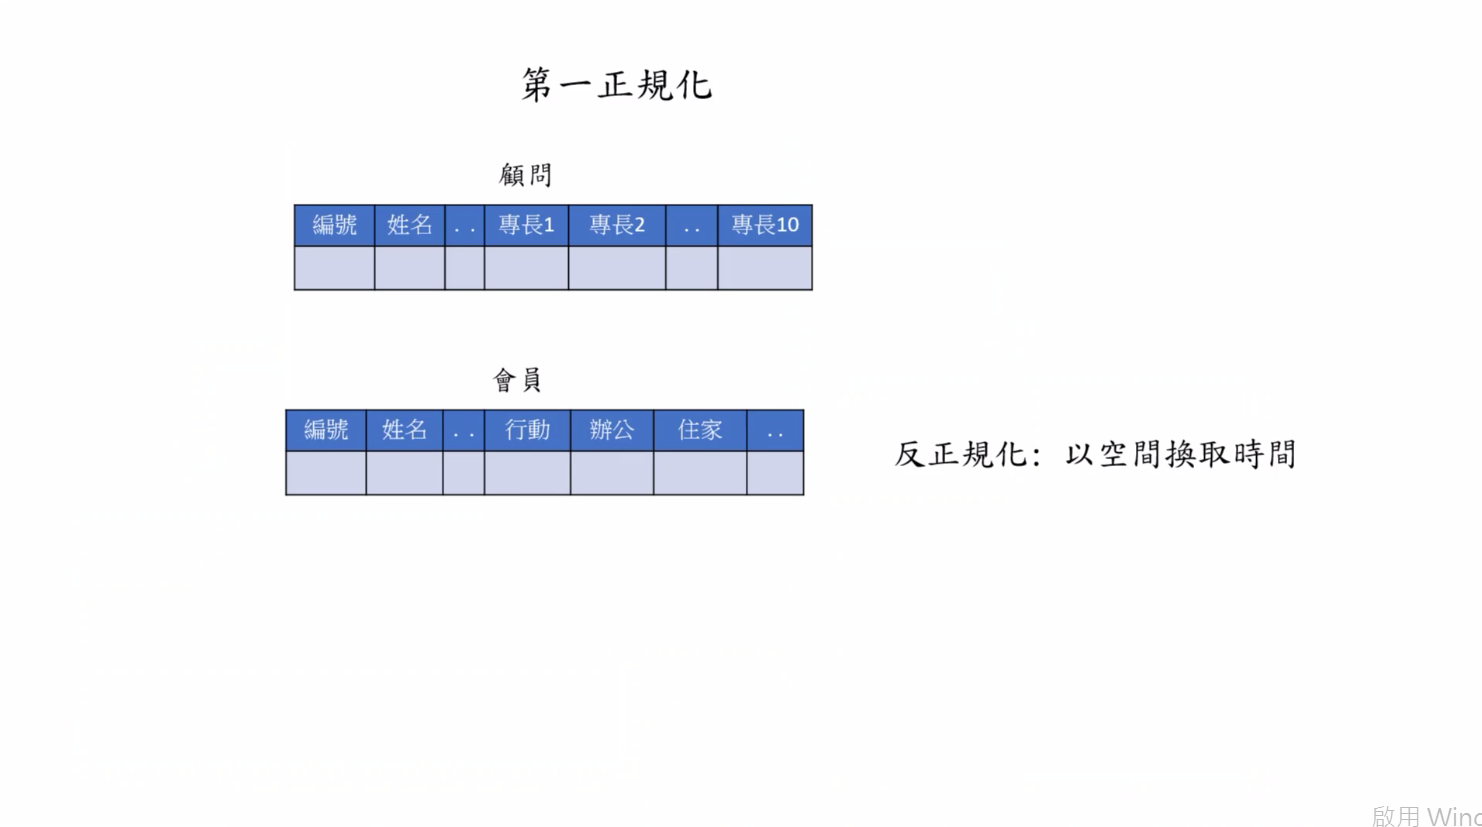 第一正規化
顧問
編號 姓名 .. 專長1 專長2 .. 專長10
會員
編號 姓名 .. 行動 辦公 住家 ..
反正規化：以空間換取時間
啟用 Wind